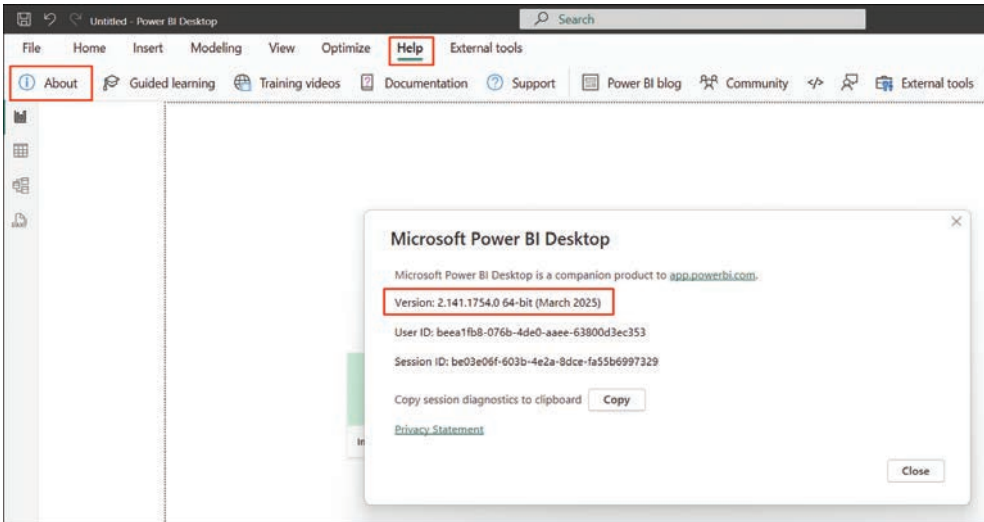 Untitled - Power BI Desktop
Search
File Home Insert Modeling View Optimize Help External tools
About Guided learning Training videos Documentation Support Power BI blog Community </> External tools
Microsoft Power BI Desktop
Microsoft Power BI Desktop is a companion product to app.powerbi.com.
Version: 2.141.1754.0 64-bit (March 2025)
User ID: beea1fb8-076b-4de0-aaee-63800d3ec353
Session ID: be03e06f-603b-4e2a-8dce-fa55b6997329
Copy session diagnostics to clipboard Copy
Privacy Statement
Close